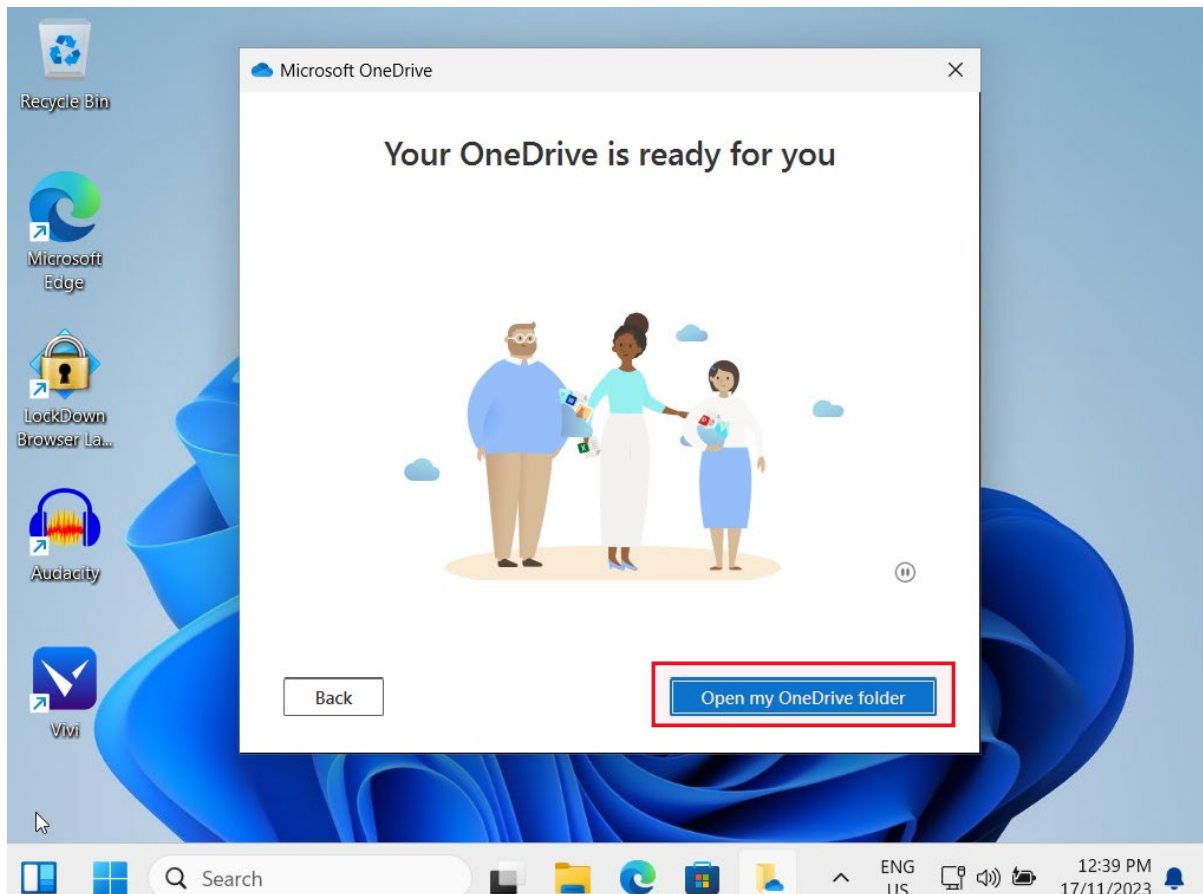 Recycle Bin
Microsoft
Edge
LockDown
Browser La...
Audacity
Vivi
Microsoft OneDrive
Your OneDrive is ready for you
Back
Open my OneDrive folder
Search
ENG
US
12:39 PM
17/11/2023